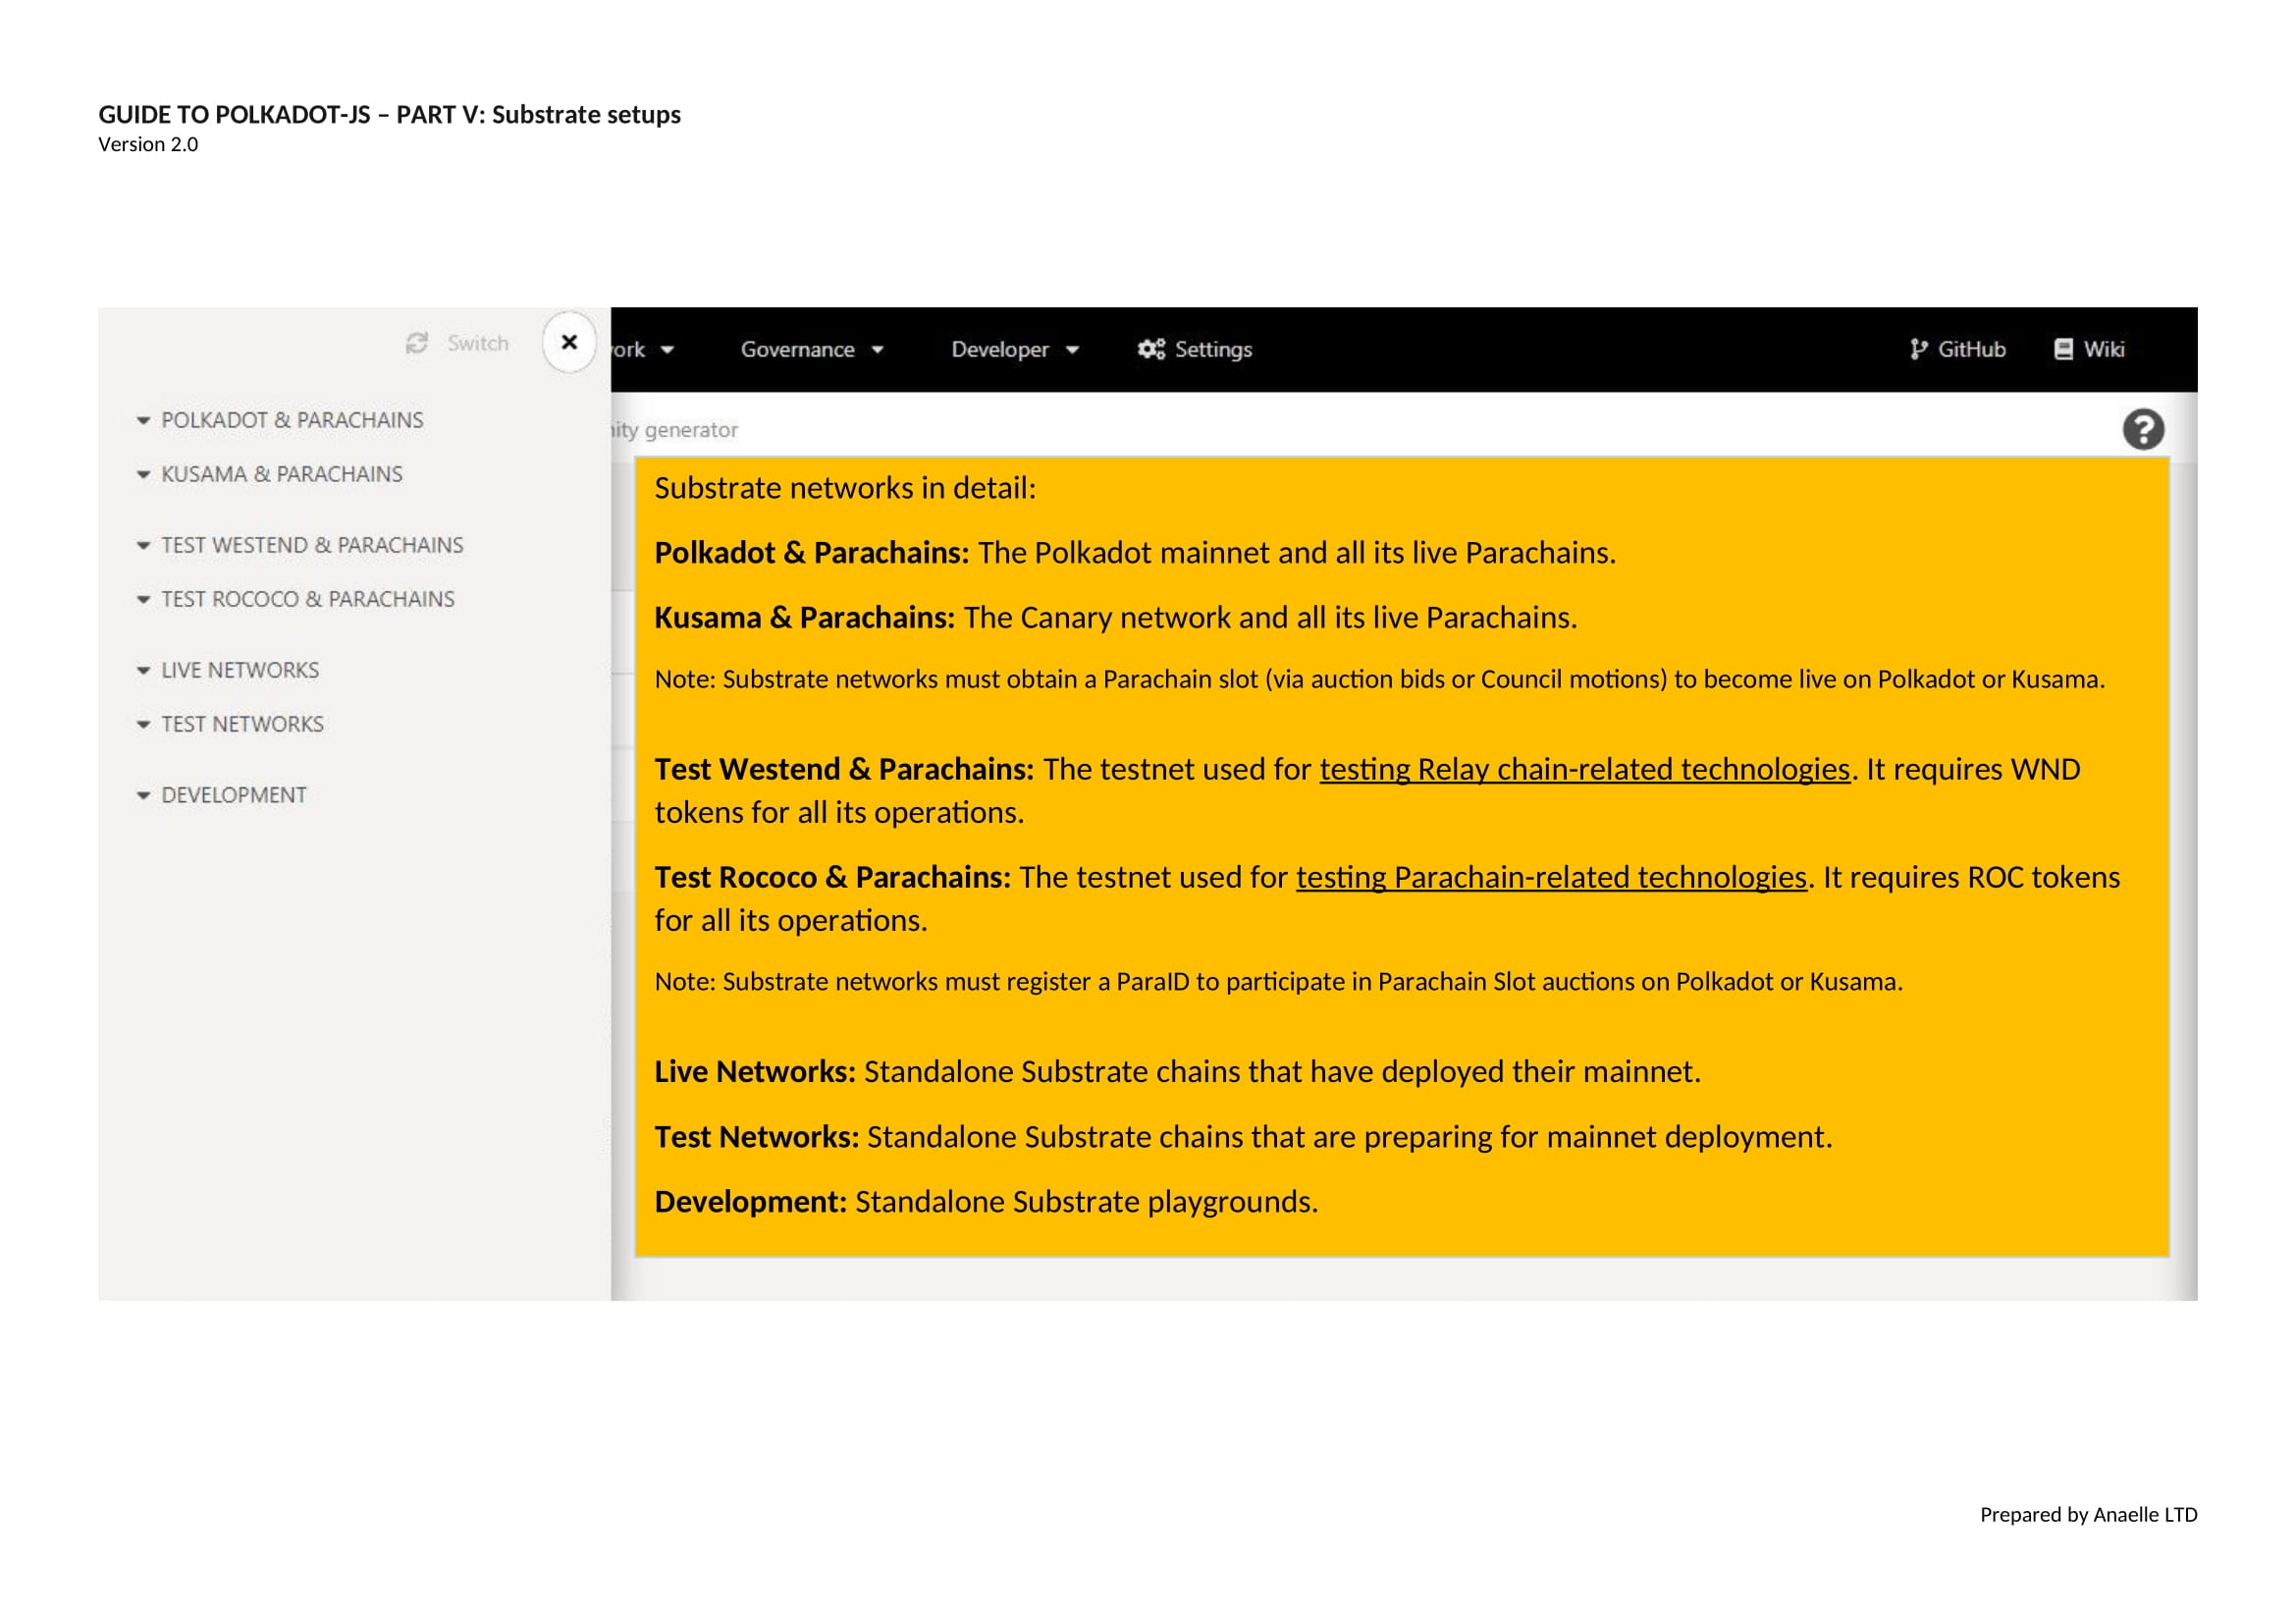 GUIDE TO POLKADOT-JS – PART V: Substrate setups
Version 2.0
Switch
ork
Governance
Developer
Settings
GitHub
Wiki
POLKADOT & PARACHAINS
KUSAMA & PARACHAINS
TEST WESTEND & PARACHAINS
TEST ROCOCO & PARACHAINS
LIVE NETWORKS
TEST NETWORKS
DEVELOPMENT
ity generator
Substrate networks in detail:
Polkadot & Parachains: The Polkadot mainnet and all its live Parachains.
Kusama & Parachains: The Canary network and all its live Parachains.
Note: Substrate networks must obtain a Parachain slot (via auction bids or Council motions) to become live on Polkadot or Kusama.
Test Westend & Parachains: The testnet used for testing Relay chain-related technologies. It requires WND
tokens for all its operations.
Test Rococo & Parachains: The testnet used for testing Parachain-related technologies. It requires ROC tokens
for all its operations.
Note: Substrate networks must register a ParaID to participate in Parachain Slot auctions on Polkadot or Kusama.
Live Networks: Standalone Substrate chains that have deployed their mainnet.
Test Networks: Standalone Substrate chains that are preparing for mainnet deployment.
Development: Standalone Substrate playgrounds.
Prepared by Anaelle LTD